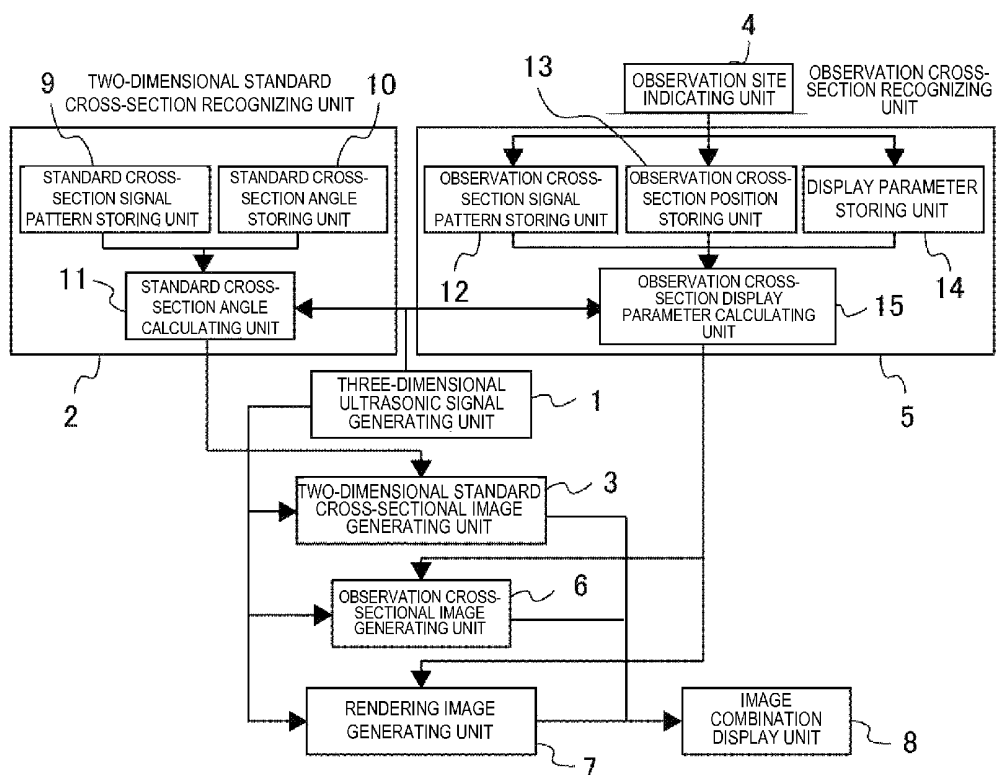 4
OBSERVATION SITE
INDICATING UNIT
OBSERVATION CROSS-
SECTION RECOGNIZING
UNIT
13
9
TWO-DIMENSIONAL STANDARD
CROSS-SECTION RECOGNIZING UNIT
10
STANDARD CROSS-
SECTION SIGNAL
PATTERN STORING UNIT
STANDARD CROSS-
SECTION ANGLE
STORING UNIT
OBSERVATION CROSS-
SECTION SIGNAL
PATTERN STORING UNIT
OBSERVATION CROSS-
SECTION POSITION
STORING UNIT
DISPLAY PARAMETER
STORING UNIT
11
STANDARD CROSS-
SECTION ANGLE
CALCULATING UNIT
12
OBSERVATION CROSS-
SECTION DISPLAY
PARAMETER CALCULATING
UNIT
15
14
2
THREE-DIMENSIONAL
ULTRASONIC SIGNAL
GENERATING UNIT
1
5
TWO-DIMENSIONAL STANDARD
CROSS-SECTIONAL IMAGE
GENERATING UNIT
3
OBSERVATION CROSS-
SECTIONAL IMAGE
GENERATING UNIT
6
RENDERING IMAGE
GENERATING UNIT
7
IMAGE
COMBINATION
DISPLAY UNIT
8